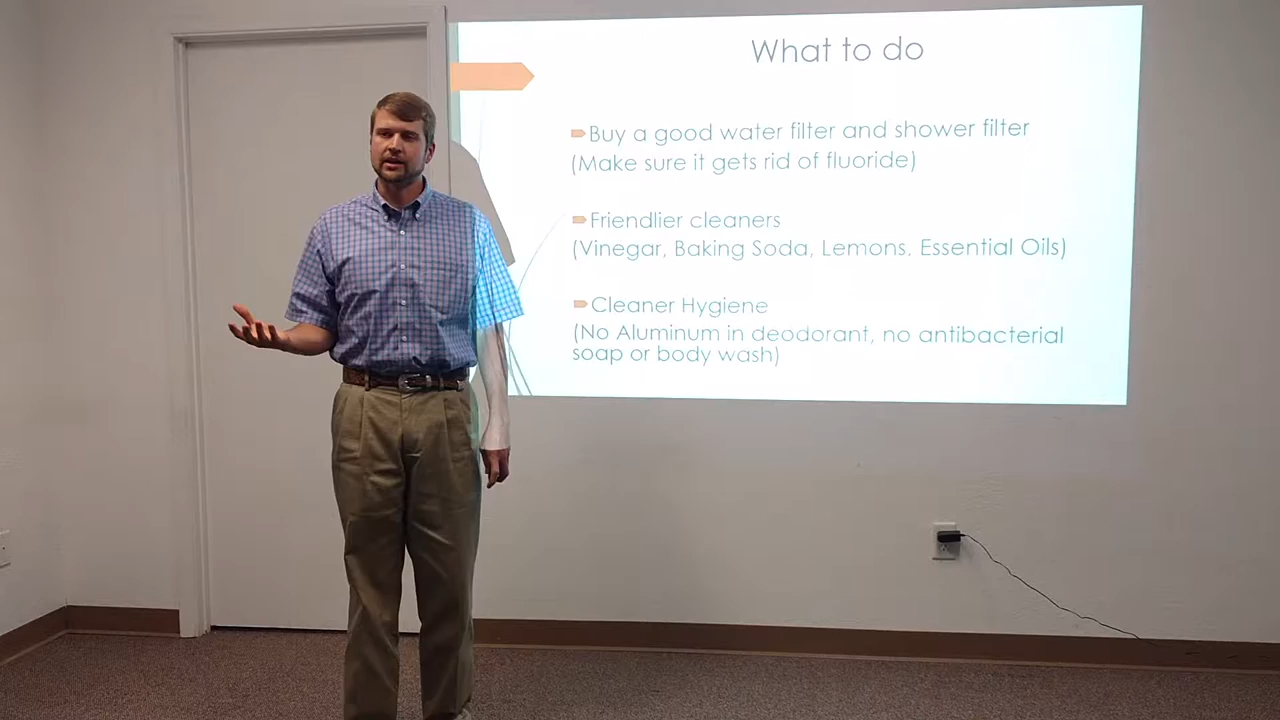 What to do
Buy a good water filter and shower filter
(Make sure it gets rid of fluoride)
Friendlier cleaners
(Vinegar, Baking Soda, Lemons, Essential Oils)
Cleaner Hygiene
(No Aluminum in deodorant, no antibacterial
soap or body wash)